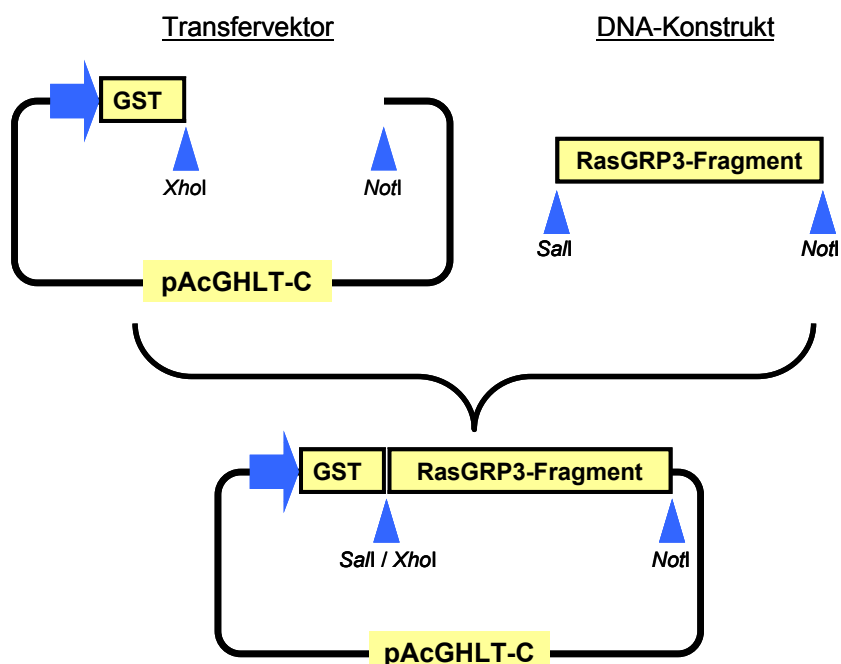 Transfervektor
DNA-Konstrukt
GST
XhoI
NotI
pAcGHLT-C
RasGRP3-Fragment
SalI
NotI
GST
RasGRP3-Fragment
SalI / XhoI
NotI
pAcGHLT-C